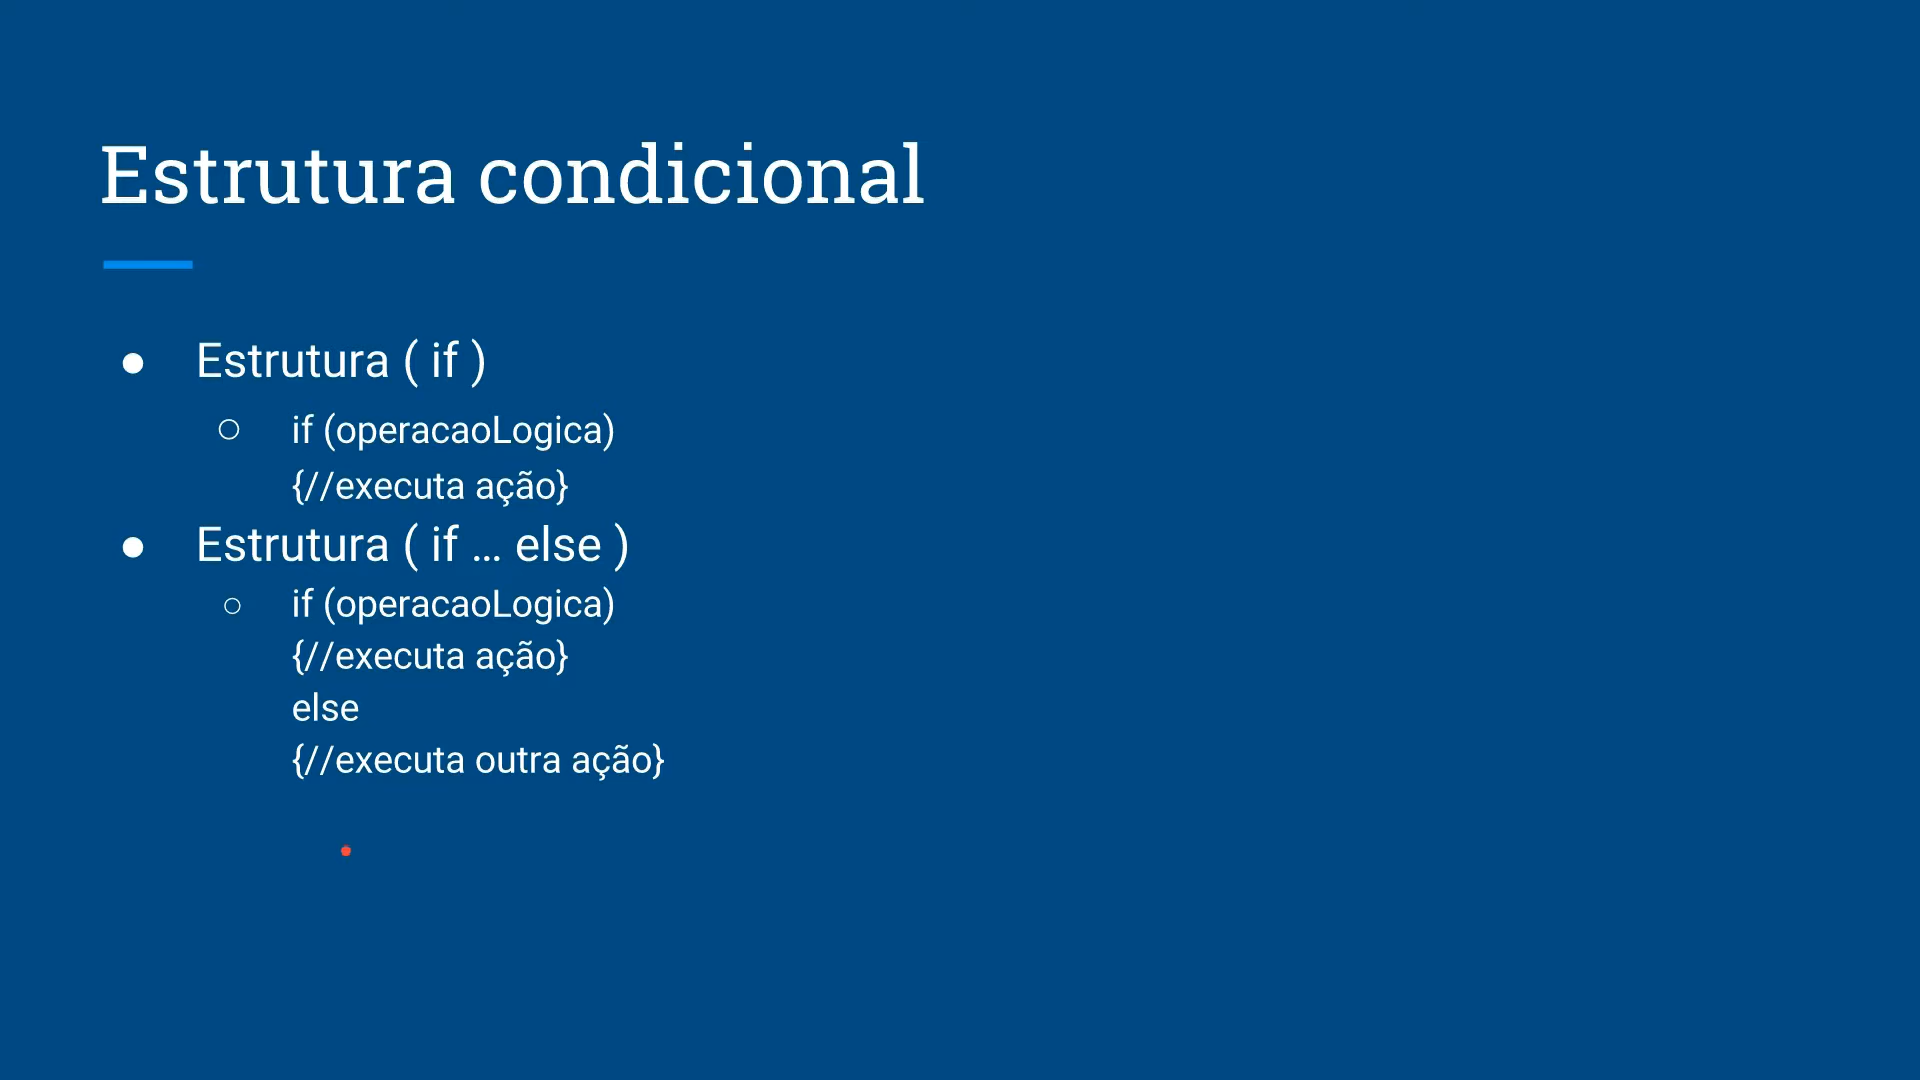 Estrutura condicional
● Estrutura ( if )
○ if (operacaoLogica)
{//executa ação}
● Estrutura ( if ... else )
○ if (operacaoLogica)
{//executa ação}
else
{//executa outra ação}